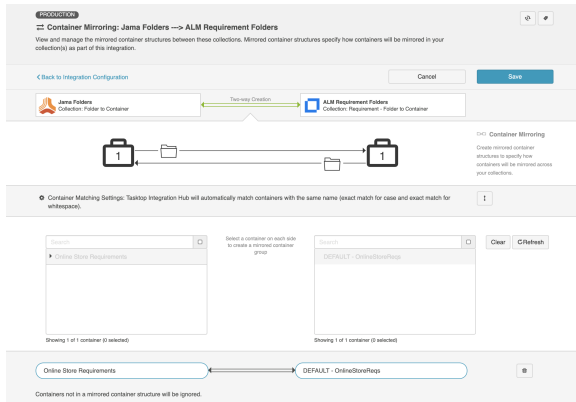 PRODUCTION
Container Mirroring: Jama Folders ---> ALM Requirement Folders
View and manage the mirrored container structures between these collections. Mirrored container structures specify how containers will be mirrored in your
collection(s) as part of this integration.
Back to Integration Configuration
Cancel
Save
Jama Folders
Collection: Folder to Container
Two-way Creation
ALM Requirement Folders
Collection: Requirement - Folder to Container
1
1
Container Mirroring
Create mirrored container
structures to specify how
containers will be mirrored across
your collections.
Container Matching Settings: Tasktop Integration Hub will automatically match containers with the same name (exact match for case and exact match for
whitespace).
Search
Select a container on each side
to create a mirrored container
group
Search
Clear
Refresh
Online Store Requirements
DEFAULT - OnlineStoreReqs
Showing 1 of 1 container (0 selected)
Showing 1 of 1 container (0 selected)
Online Store Requirements
DEFAULT - OnlineStoreReqs
Containers not in a mirrored container structure will be ignored.